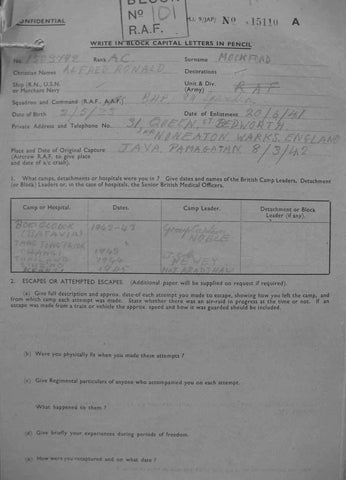 CONFIDENTIAL
BLOCK
Nº 101
R.A.F.
M.I. 9/JAP/ Nº 15110 A
WRITE IN BLOCK CAPITAL LETTERS IN PENCIL
No. Rank A.C. Surname MOCKFORD
Christian Names ALFRED RONALD Decorations -
Ship (R.N., U.S.N. or Merchant Navy -
Unit & Div. (Army) R.A.F.
Squadron and Command (R.A.F. A.A.F.)
Date of Birth Date of Enlistment
Private Address and Telephone No. 31, QUEEN ST BEDWORTH
NR NUNEATON WARKS. ENGLAND
Place and Date of Original Capture JAVA. PAMAGATAN 8/3/42
(Aircrew R.A.F. to give place
and date of a/c crash).
1. What camps, detachments or hospitals were you in? Give dates and names of the British Camp Leaders, Detachment
(or Block) Leaders or, in the case of hospitals, the Senior British Medical Officers.
Camp or Hospital. Dates. Camp Leader. Detachment or Block Leader (if any).
(BATAVIA) 1942-43
NOBLE
1943
1944
1945
2. ESCAPES OR ATTEMPTED ESCAPES. (Additional paper will be supplied on request if required).
(a) Give full description and approx. date of each attempt you made to escape, showing how you left the camp, and
from which camp each attempt was made. State whether there was an air-raid in progress at the time or not. If an
escape was made from a train or vehicle the approx. speed and how it was guarded should be included.
(b) Were you physically fit when you made these attempts?
(c) Give Regimental particulars of anyone who accompanied you on each attempt.
What happened to them?
(d) Give briefly your experiences during periods of freedom.
(e) How were you recaptured and on what date?